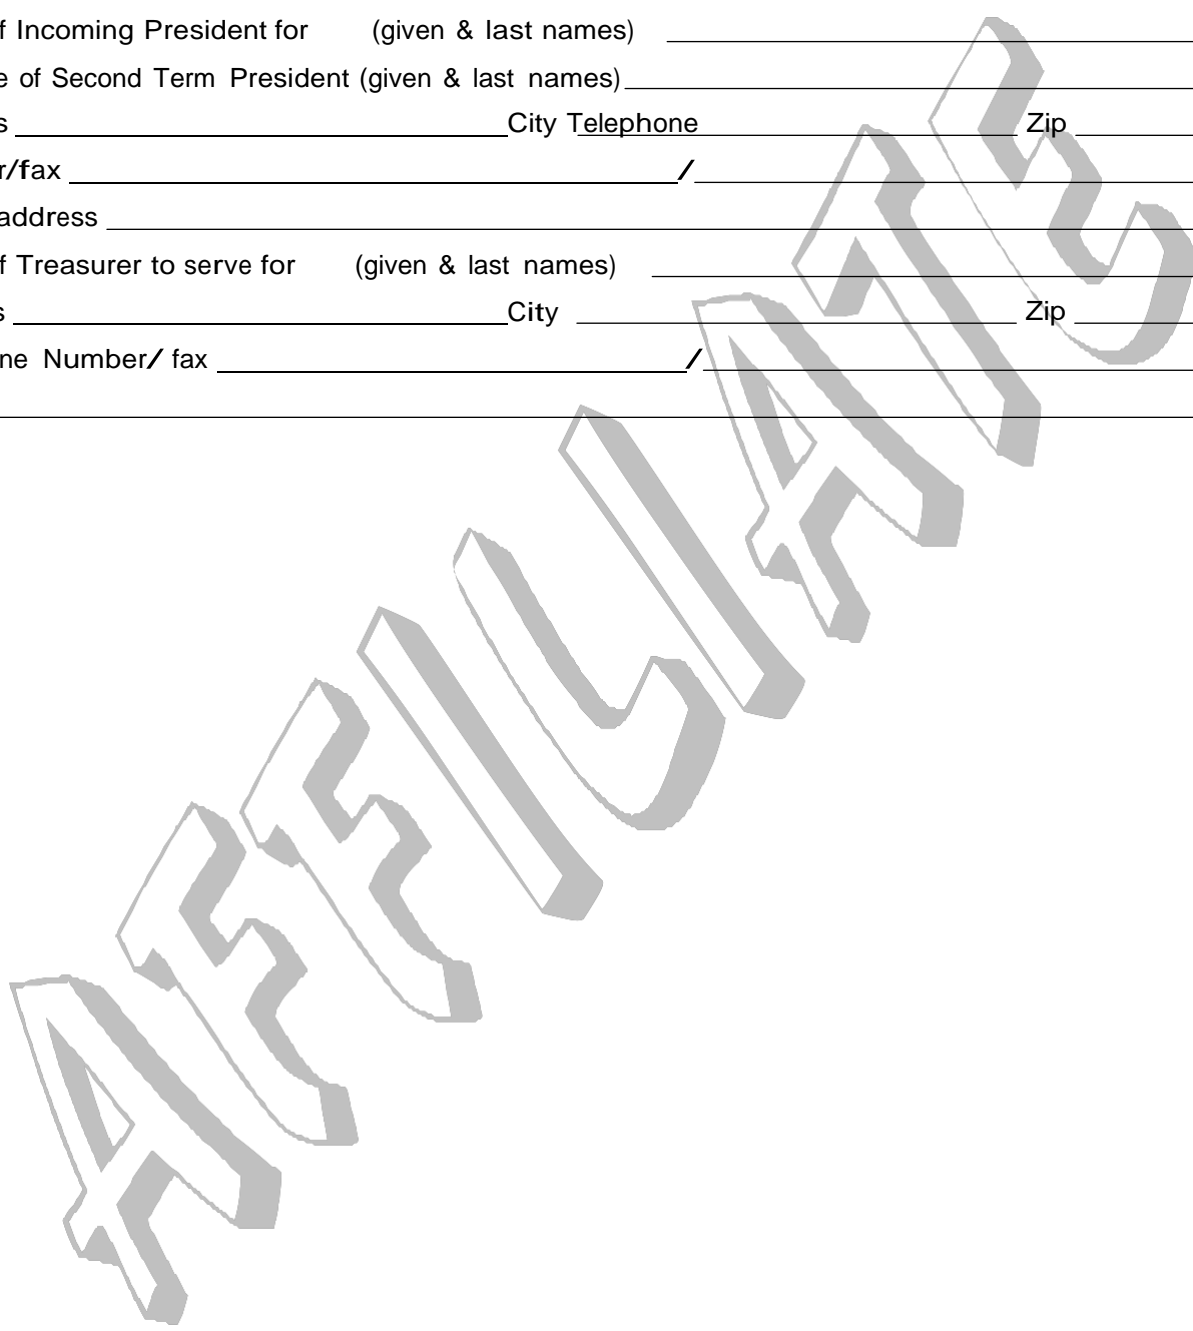 f Incoming President for (given & last names)
e of Second Term President (given & last names)
s City Telephone Zip
r/fax /
address
f Treasurer to serve for (given & last names)
s City Zip
ne Number/ fax /
AFFILIATE